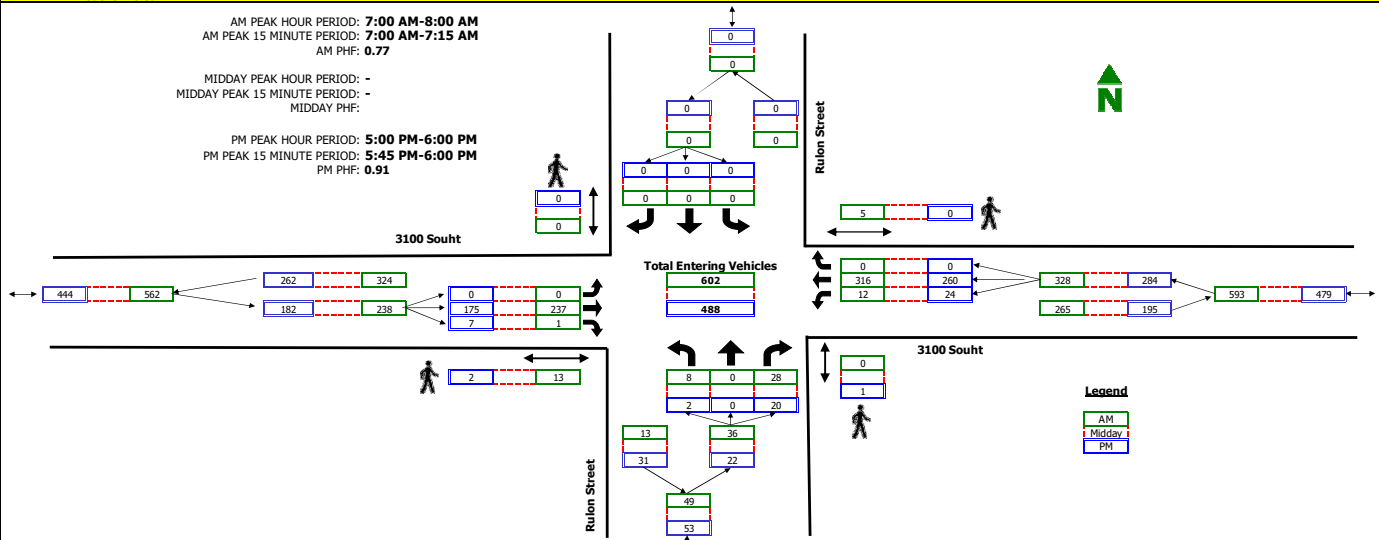 AM PEAK HOUR PERIOD: 7:00 AM-8:00 AM
AM PEAK 15 MINUTE PERIOD: 7:00 AM-7:15 AM
AM PHF: 0.77
MIDDAY PEAK HOUR PERIOD: -
MIDDAY PEAK 15 MINUTE PERIOD: -
MIDDAY PHF:
PM PEAK HOUR PERIOD: 5:00 PM-6:00 PM
PM PEAK 15 MINUTE PERIOD: 5:45 PM-6:00 PM
PM PHF: 0.91
0
0
0 0
0 0
0 0 0
0 0 0
Rulon Street
N
0
0
5 0
3100 Souht
Total Entering Vehicles
602
488
262 324
444 562
182 238
0 0
175 237
7 1
0 0
316 260
12 24
328 284
593 479
265 195
3100 Souht
2 13
8 0 28
2 0 20
0
1
13 36
31 22
49
53
Rulon Street
Legend
AM
Midday
PM